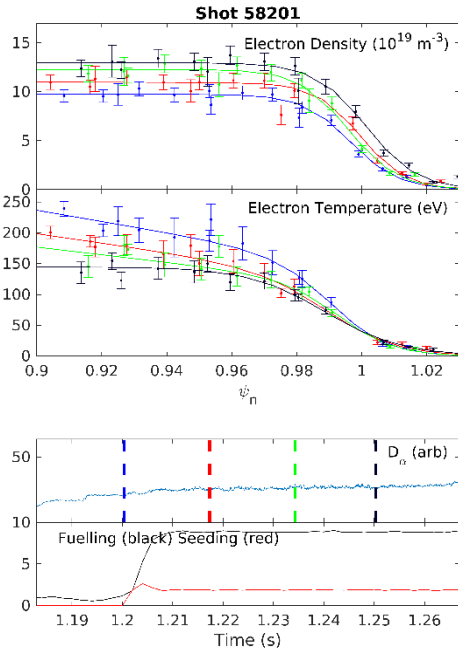 Shot 58201
Electron Density (10¹⁹ m⁻³)
15
10
5
0
Electron Temperature (eV)
250
200
150
100
50
0
0.9 0.92 0.94 0.96 0.98 1 1.02
ψₙ
Dα (arb)
50
10
Fuelling (black) Seeding (red)
5
0
1.19 1.2 1.21 1.22 1.23 1.24 1.25 1.26
Time (s)